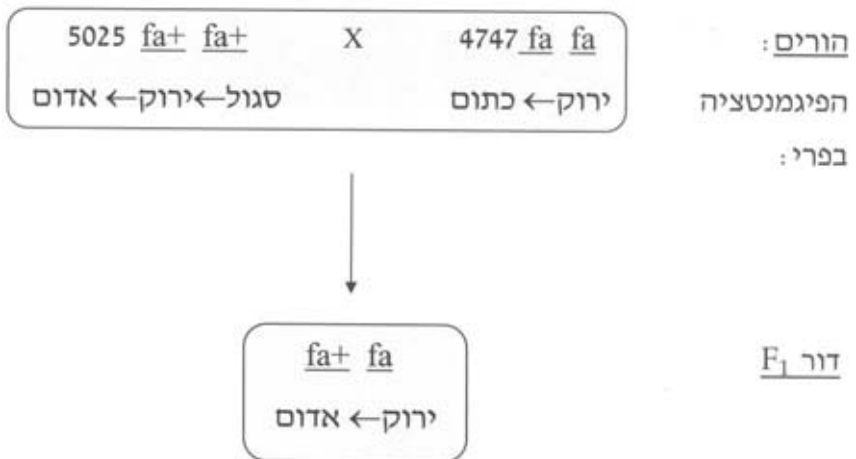 הורים: 4747 fa fa X 5025 fa+ fa+
הפיגמנטציה ירוק← כתום סגול←ירוק← אדום
בפרי:
דור F1 fa+ fa
ירוק← אדום